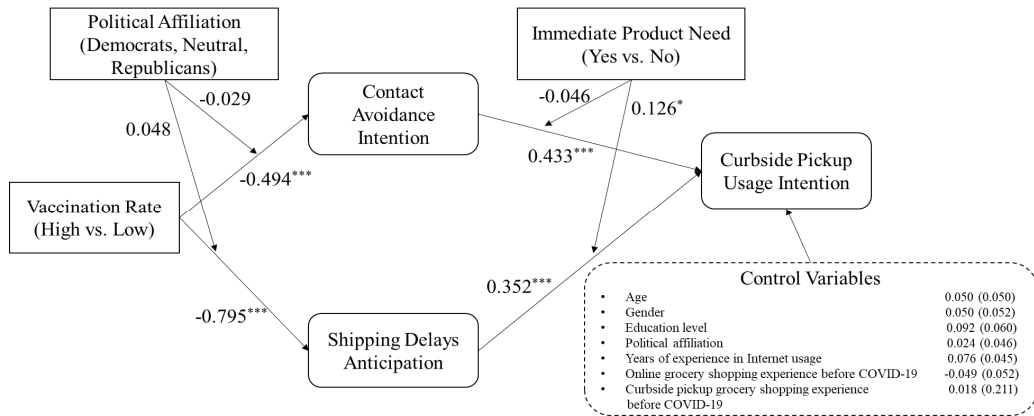 Political Affiliation
(Democrats, Neutral,
Republicans)
Immediate Product Need
(Yes vs. No)
-0.029
0.048
Contact
Avoidance
Intention
-0.046
0.126*
0.433***
-0.494***
Curbside Pickup
Usage Intention
Vaccination Rate
(High vs. Low)
-0.795***
0.352***
Shipping Delays
Anticipation
Control Variables
• Age 0.050 (0.050)
• Gender 0.050 (0.052)
• Education level 0.092 (0.060)
• Political affiliation 0.024 (0.046)
• Years of experience in Internet usage 0.076 (0.045)
• Online grocery shopping experience before COVID-19 -0.049 (0.052)
• Curbside pickup grocery shopping experience 0.018 (0.211)
before COVID-19